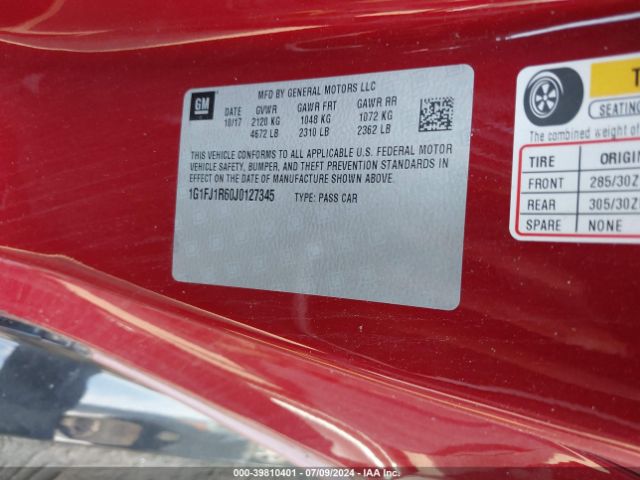 GM
MFD BY GENERAL MOTORS LLC
DATE GVWR GAWR FRT GAWR RR
10/17 2120 KG 1048 KG 1072 KG
4672 LB 2310 LB 2362 LB
THIS VEHICLE CONFORMS TO ALL APPLICABLE U.S. FEDERAL MOTOR
VEHICLE SAFETY, BUMPER, AND THEFT PREVENTION STANDARDS IN
EFFECT ON THE DATE OF MANUFACTURE SHOWN ABOVE.
1G1FJ1R60J0127345 TYPE: PASS CAR
SEATING
The combined weight of
TIRE ORIGIN
FRONT 285/30Z
REAR 305/30Z
SPARE NONE
000-39810401 - 07/09/2024 - IAAI.COM